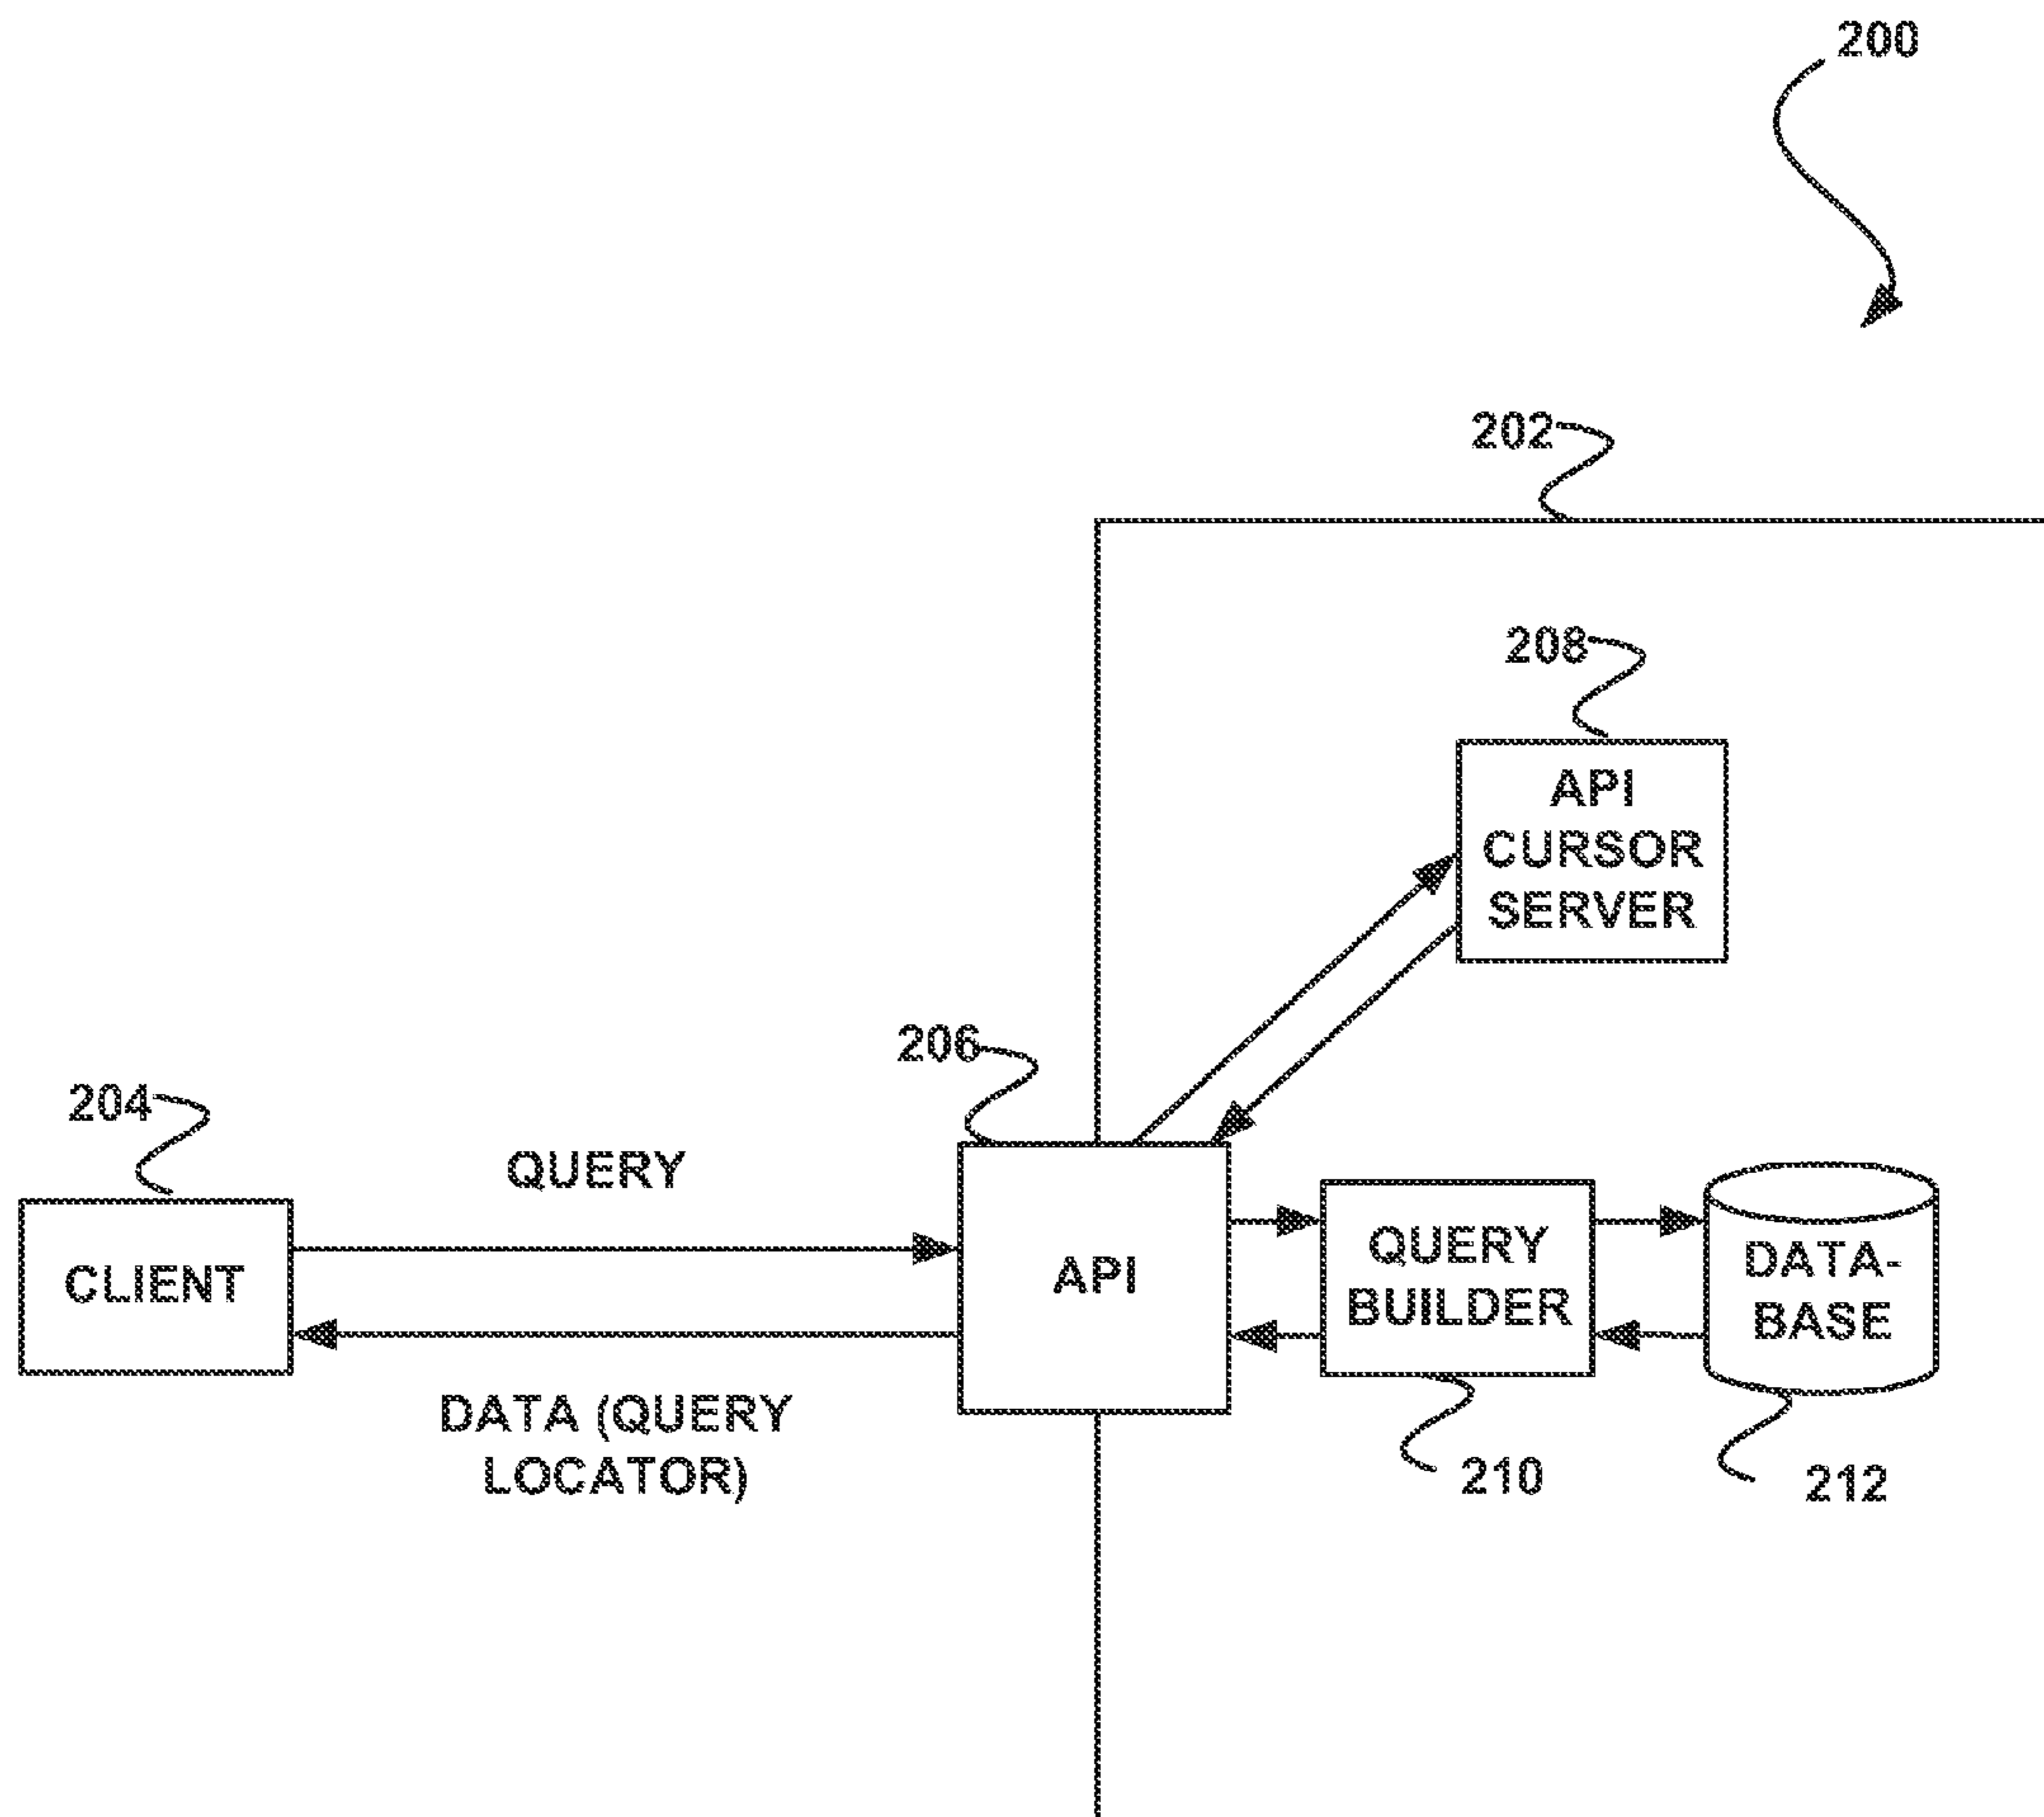 200
202
208
API
CURSOR
SERVER
206
204
QUERY
CLIENT
API
QUERY
BUILDER
DATA-
BASE
DATA (QUERY
LOCATOR)
210
212